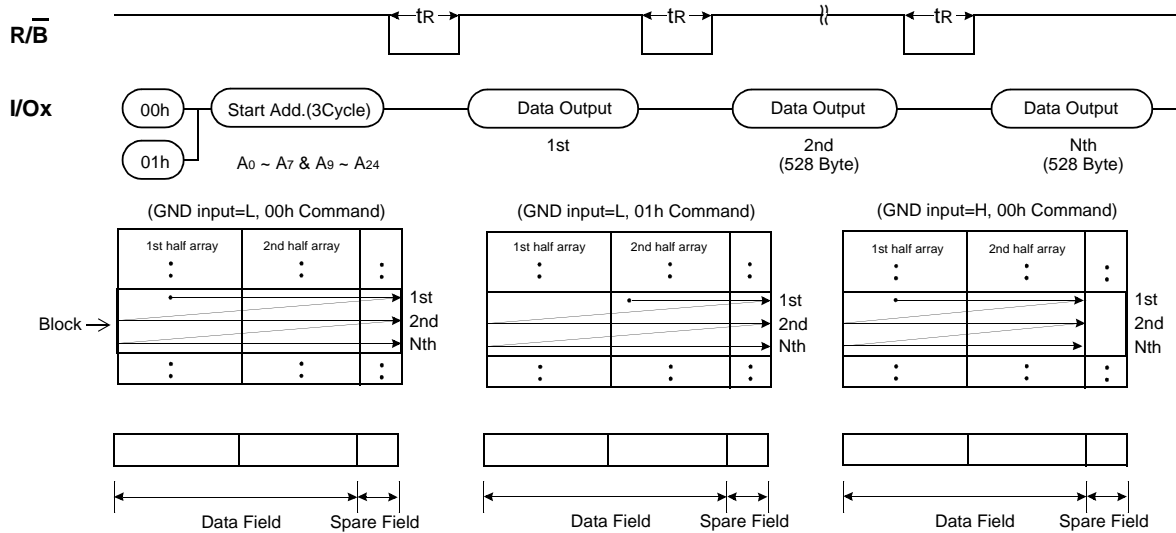 R/B tR tR tR
I/Ox 00h Start Add.(3Cycle) Data Output Data Output Data Output
01h A0 ~ A7 & A9 ~ A24 1st 2nd Nth
(528 Byte) (528 Byte)
(GND input=L, 00h Command) (GND input=L, 01h Command) (GND input=H, 00h Command)
1st half array 2nd half array 1st half array 2nd half array 1st half array 2nd half array
1st 1st 1st
Block 2nd 2nd 2nd
Nth Nth Nth
Data Field Spare Field Data Field Spare Field Data Field Spare Field